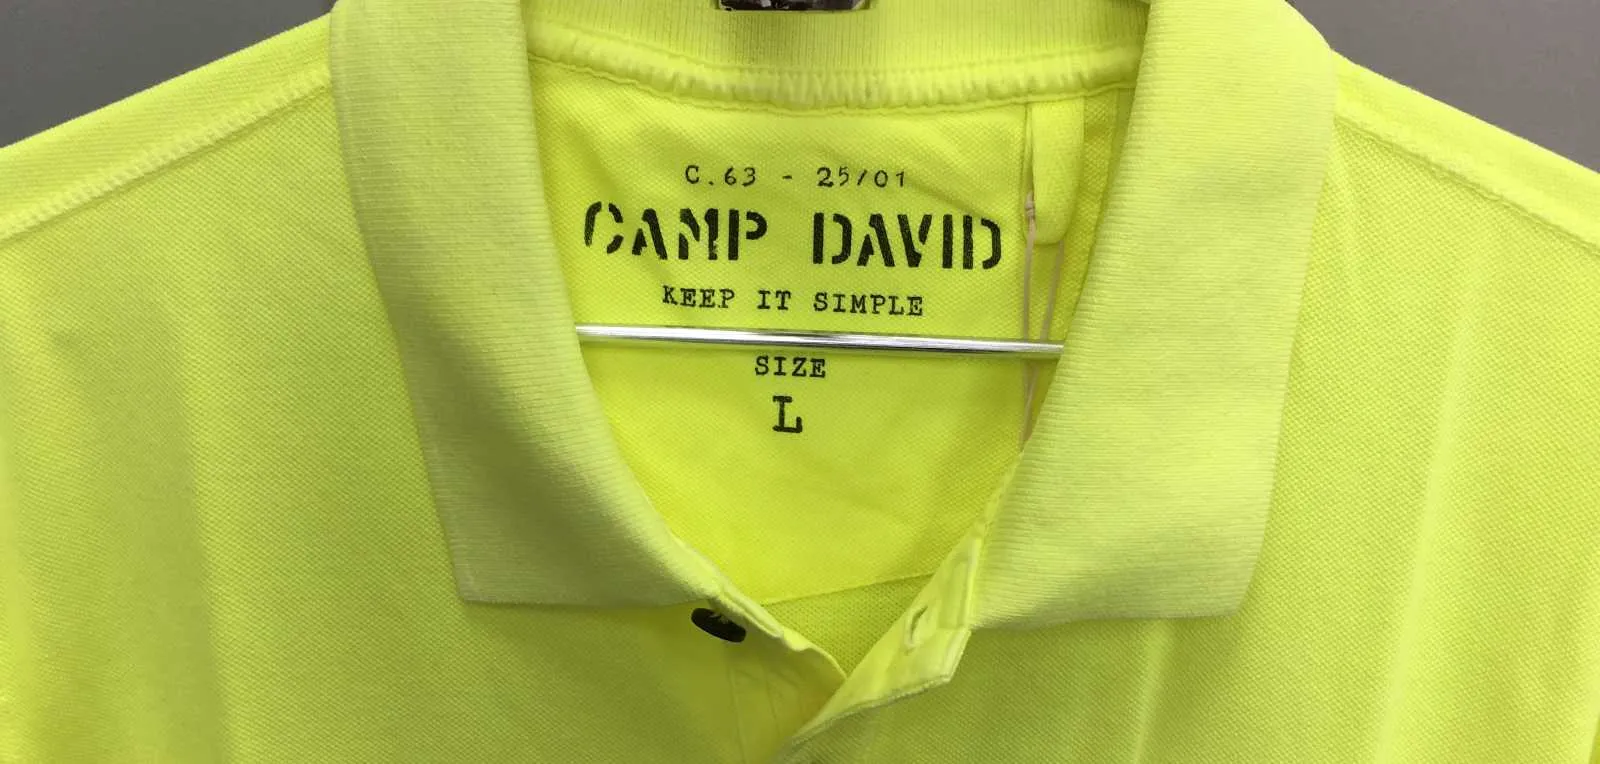 C.63 - 25/01
CAMP DAVID
KEEP IT SIMPLE
SIZE
L